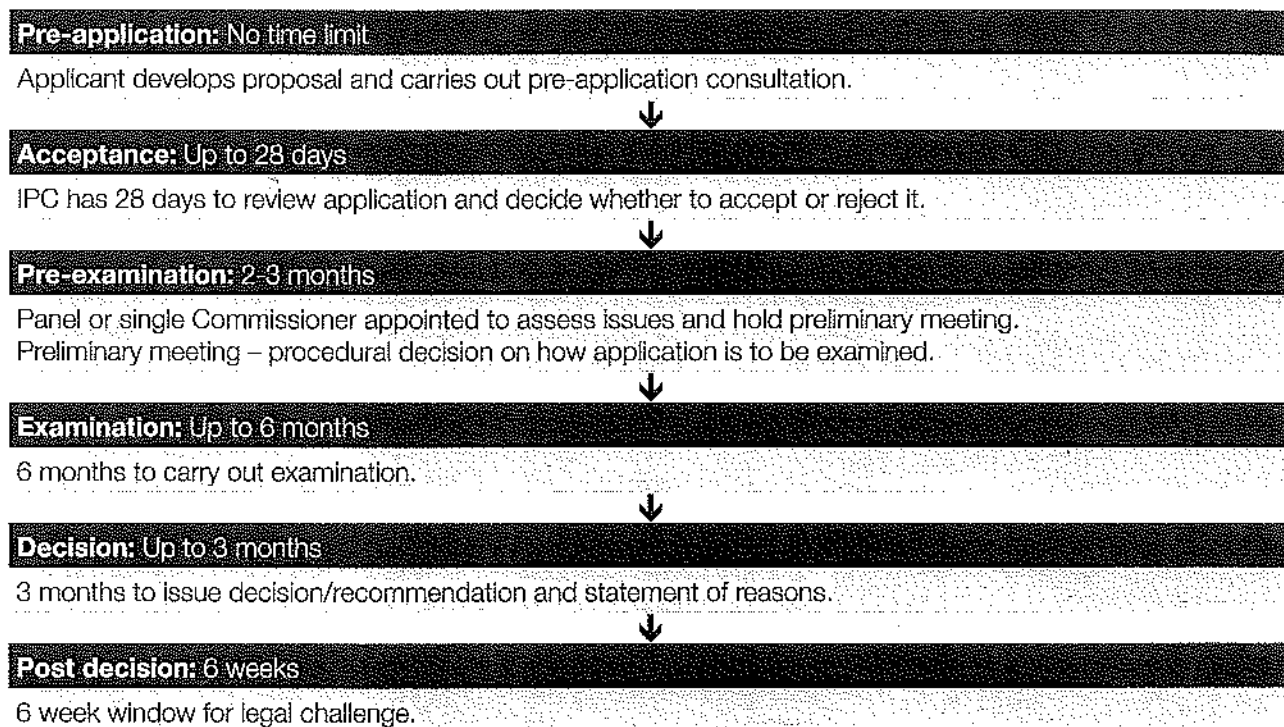 Pre-application: No time limit
Applicant develops proposal and carries out pre-application consultation.
Acceptance: Up to 28 days
IPC has 28 days to review application and decide whether to accept or reject it.
Pre-examination: 2-3 months
Panel or single Commissioner appointed to assess issues and hold preliminary meeting.
Preliminary meeting – procedural decision on how application is to be examined.
Examination: Up to 6 months
6 months to carry out examination.
Decision: Up to 3 months
3 months to issue decision/recommendation and statement of reasons.
Post decision: 6 weeks
6 week window for legal challenge.